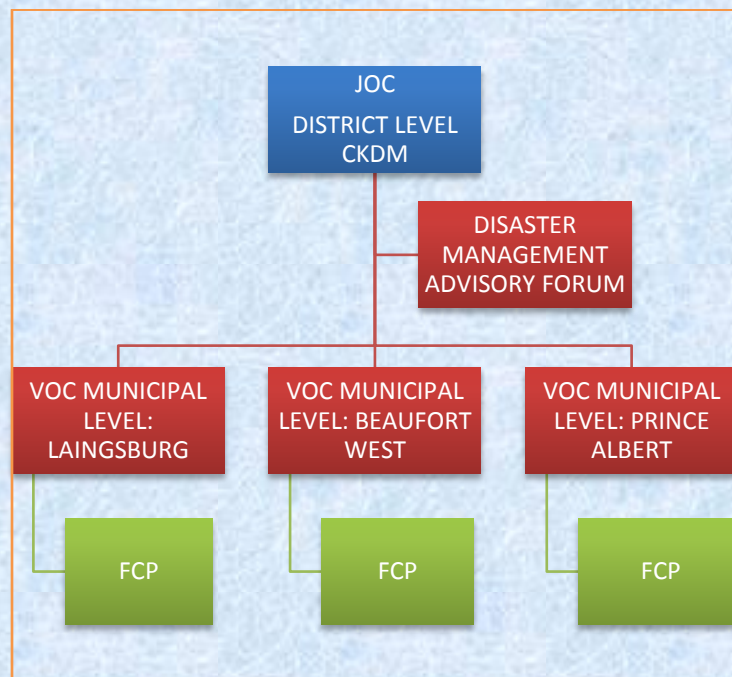 JOC
DISTRICT LEVEL
CKDM
DISASTER
MANAGEMENT
ADVISORY FORUM
VOC MUNICIPAL
LEVEL:
LAINGSBURG
VOC MUNICIPAL
LEVEL: BEAUFORT
WEST
VOC MUNICIPAL
LEVEL: PRINCE
ALBERT
FCP
FCP
FCP